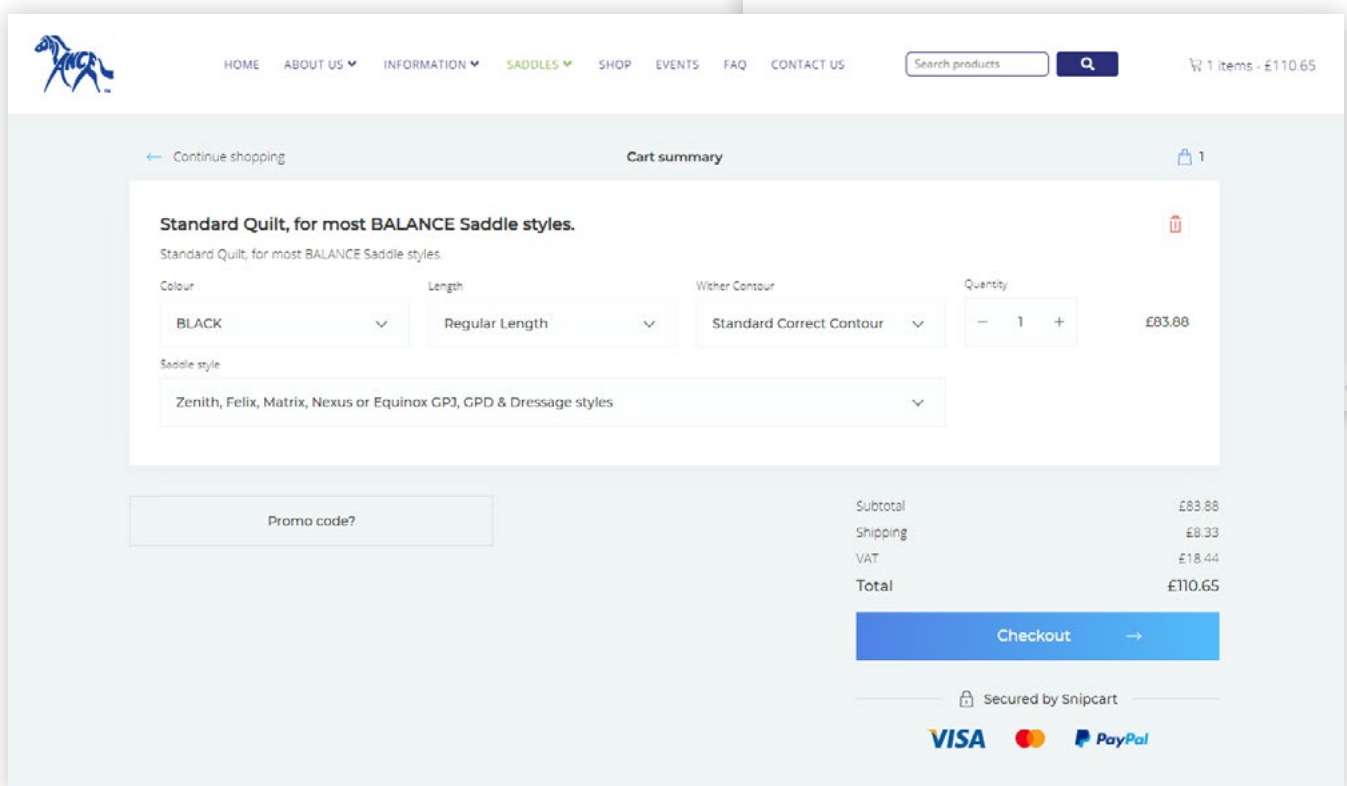 BALANCE
TM
HOME ABOUT US INFORMATION SADDLES SHOP EVENTS FAQ CONTACT US Search products 1 items - £110.65
Continue shopping Cart summary 1
Standard Quilt, for most BALANCE Saddle styles.
Standard Quilt, for most BALANCE Saddle styles.
Colour Length Wither Contour Quantity
BLACK Regular Length Standard Correct Contour − 1 + £83.88
Saddle style
Zenith, Felix, Matrix, Nexus or Equinox GPJ, GPD & Dressage styles
Promo code?
Subtotal £83.88
Shipping £8.33
VAT £18.44
Total £110.65
Checkout →
Secured by Snipcart
VISA PayPal